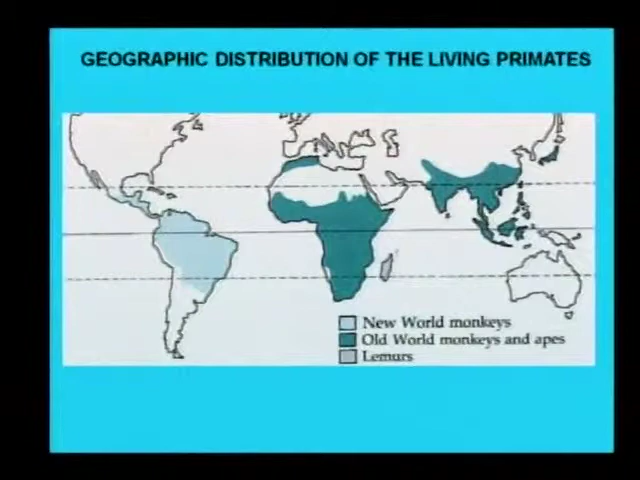 GEOGRAPHIC DISTRIBUTION OF THE LIVING PRIMATES
New World monkeys
Old World monkeys and apes
Lemurs